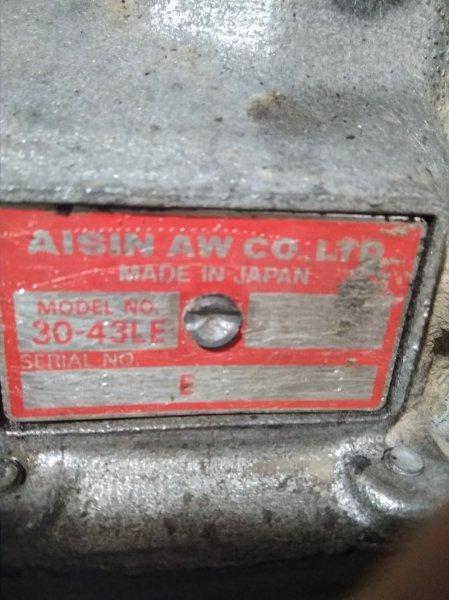 AISIN AW CO., LTD.
MADE IN JAPAN
MODEL NO.
30-43LE
SERIAL NO.
E